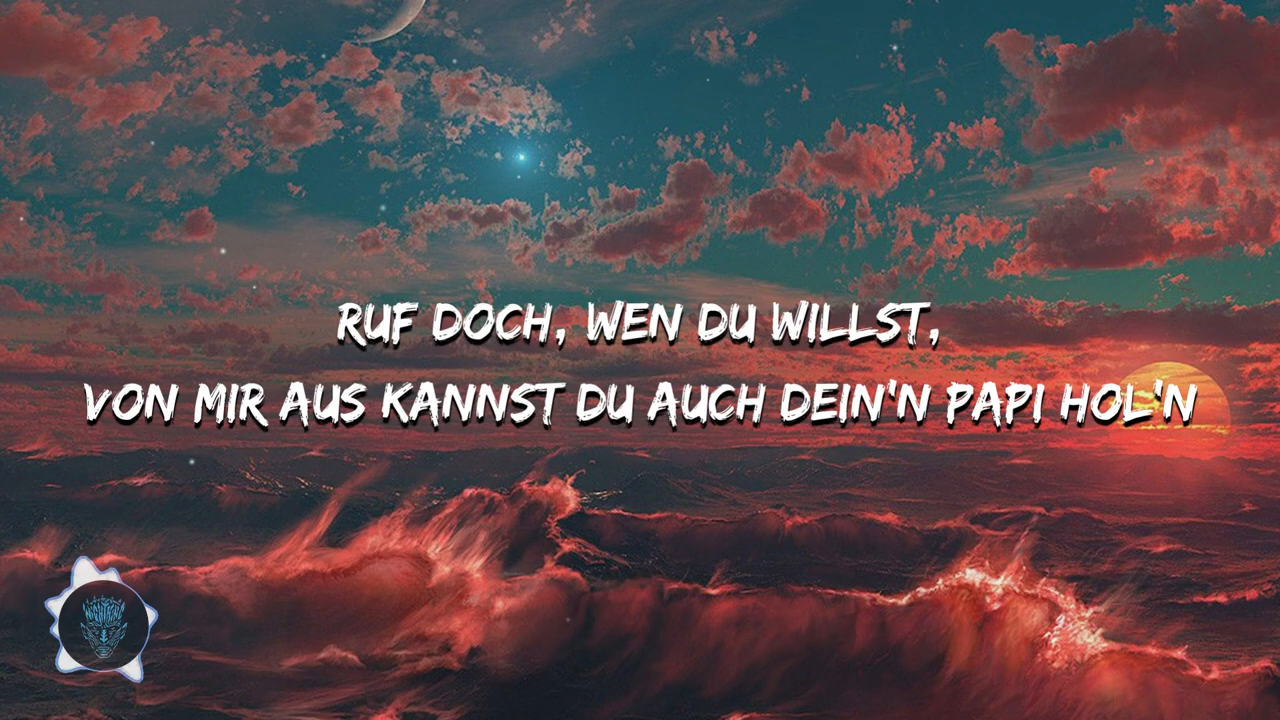 RUF DOCH, WEN DU WILLST,
VON MIR AUS KANNST DU AUCH DEIN'N PAPI HOL'N